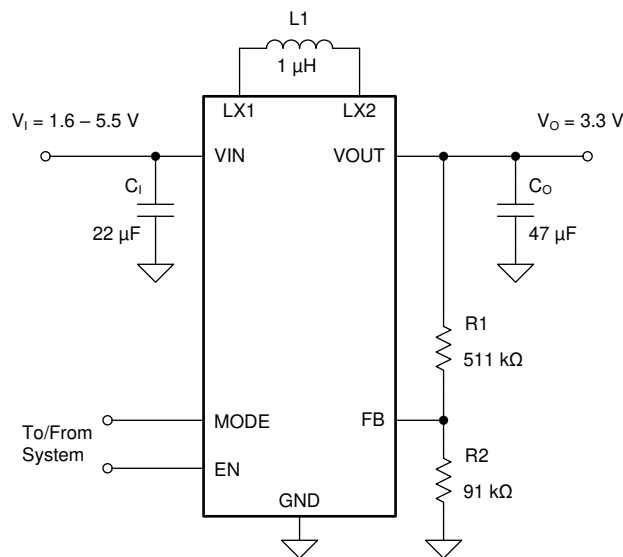 L1
1 µH
LX1
LX2
V_I = 1.6 – 5.5 V
V_O = 3.3 V
VIN
VOUT
C_I
22 µF
C_O
47 µF
R1
511 kΩ
To/From
System
MODE
FB
EN
R2
91 kΩ
GND